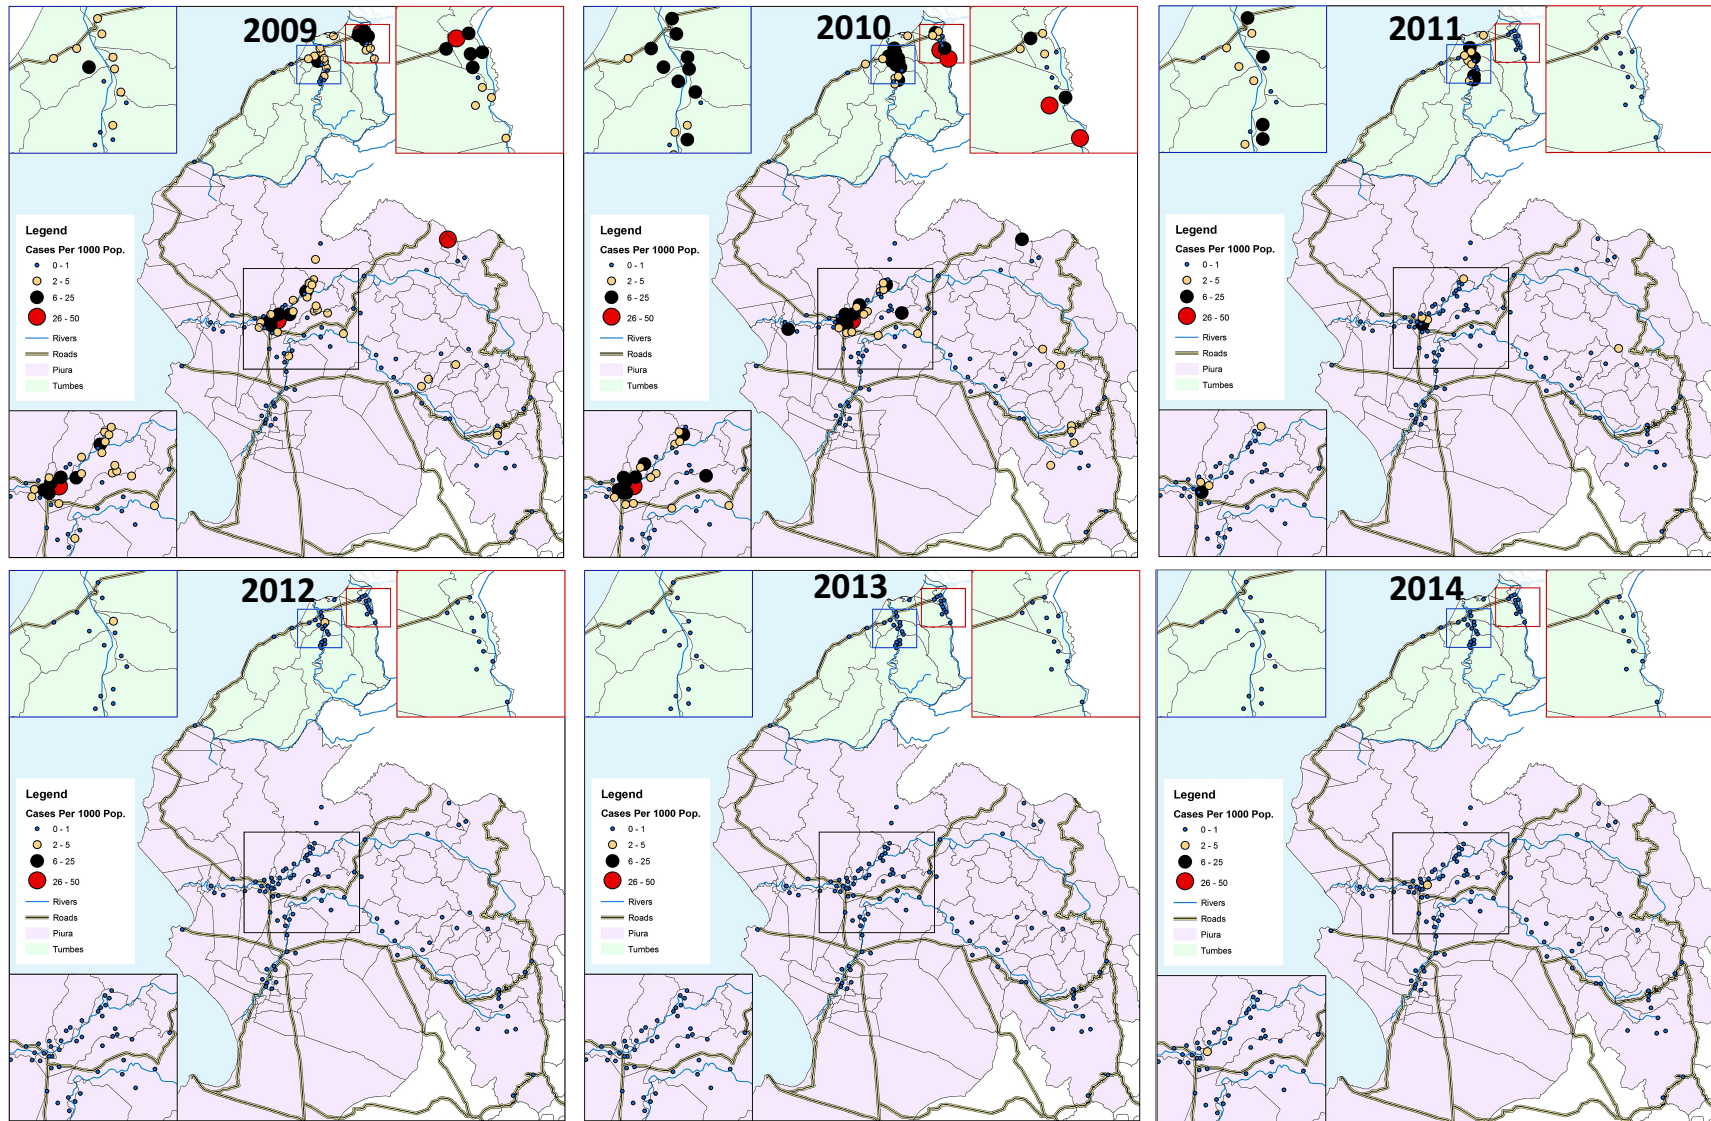 2009
Legend
Cases Per 1000 Pop.
0 - 1
2 - 5
6 - 25
26 - 50
Rivers
Roads
Piura
Tumbes
2010
Legend
Cases Per 1000 Pop.
0 - 1
2 - 5
6 - 25
26 - 50
Rivers
Roads
Piura
Tumbes
2011
Legend
Cases Per 1000 Pop.
0 - 1
2 - 5
6 - 25
26 - 50
Rivers
Roads
Piura
Tumbes
2012
Legend
Cases Per 1000 Pop.
0 - 1
2 - 5
6 - 25
26 - 50
Rivers
Roads
Piura
Tumbes
2013
Legend
Cases Per 1000 Pop.
0 - 1
2 - 5
6 - 25
26 - 50
Rivers
Roads
Piura
Tumbes
2014
Legend
Cases Per 1000 Pop.
0 - 1
2 - 5
6 - 25
26 - 50
Rivers
Roads
Piura
Tumbes